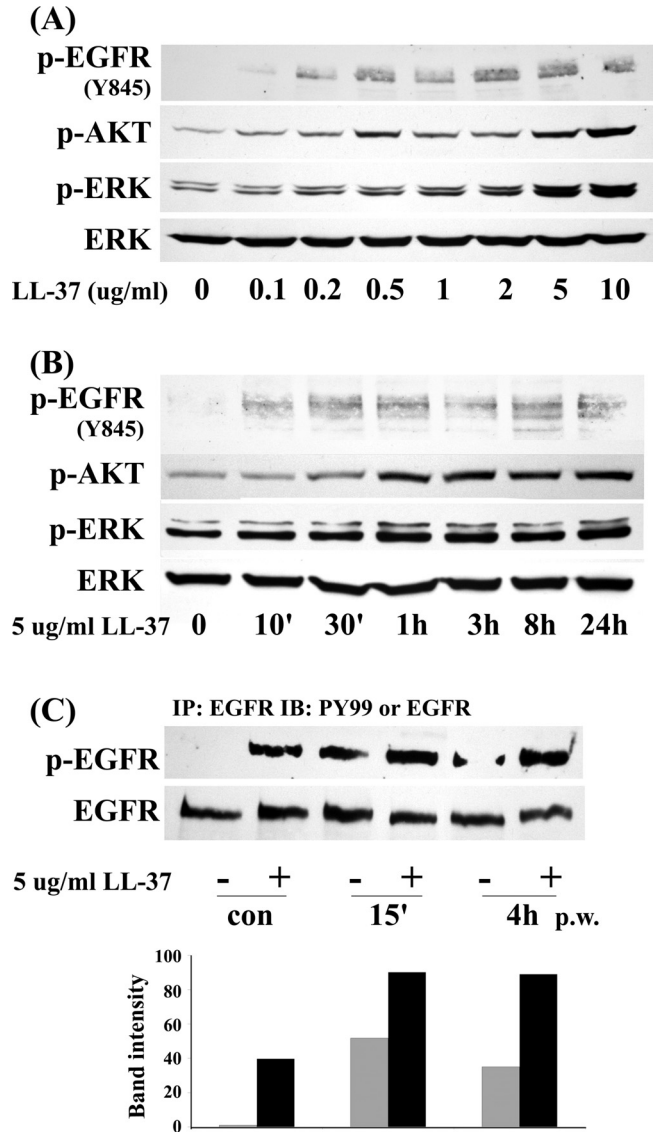 (A)
p-EGFR
(Y845)
p-AKT
p-ERK
ERK
LL-37 (ug/ml) 0 0.1 0.2 0.5 1 2 5 10
(B)
p-EGFR
(Y845)
p-AKT
p-ERK
ERK
5 ug/ml LL-37 0 10' 30' 1h 3h 8h 24h
(C)
IP: EGFR IB: PY99 or EGFR
p-EGFR
EGFR
5 ug/ml LL-37 - + - + - +
con 15' 4h p.w.
Band intensity
100
80
60
40
20
0